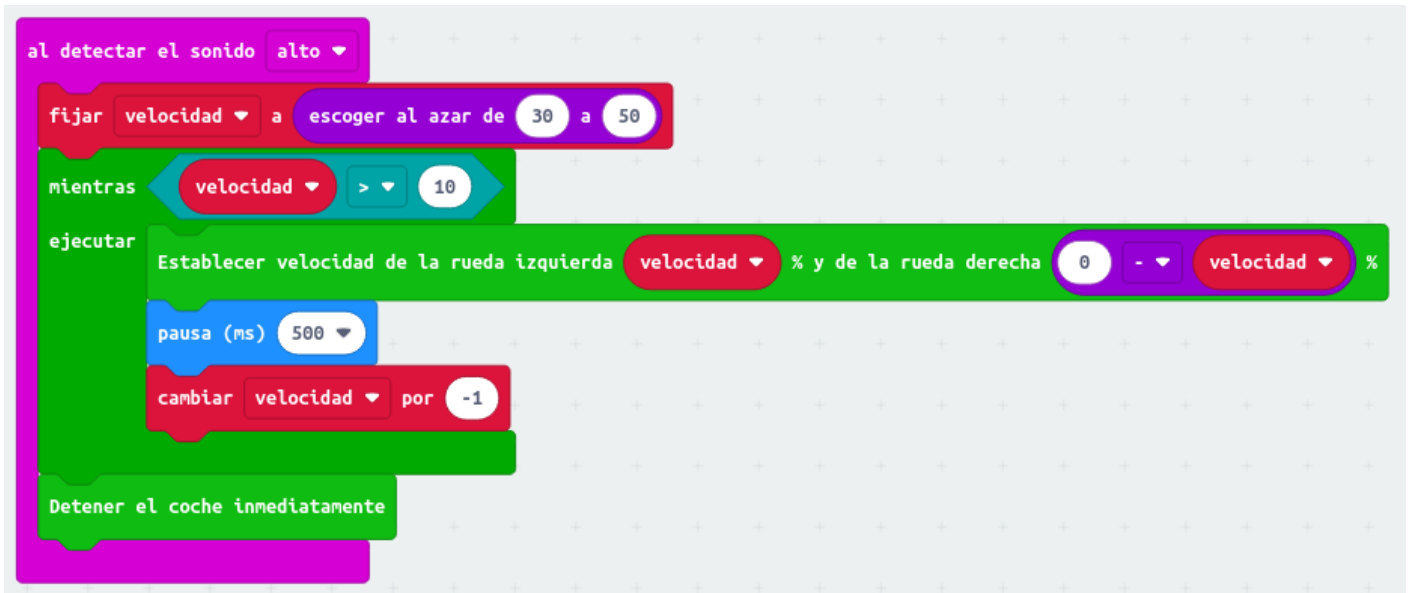 al detectar el sonido alto
fijar velocidad a escoger al azar de 30 a 50
mientras velocidad > 10
ejecutar
Establecer velocidad de la rueda izquierda velocidad % y de la rueda derecha 0 - velocidad %
pausa (ms) 500
cambiar velocidad por -1
Detener el coche inmediatamente